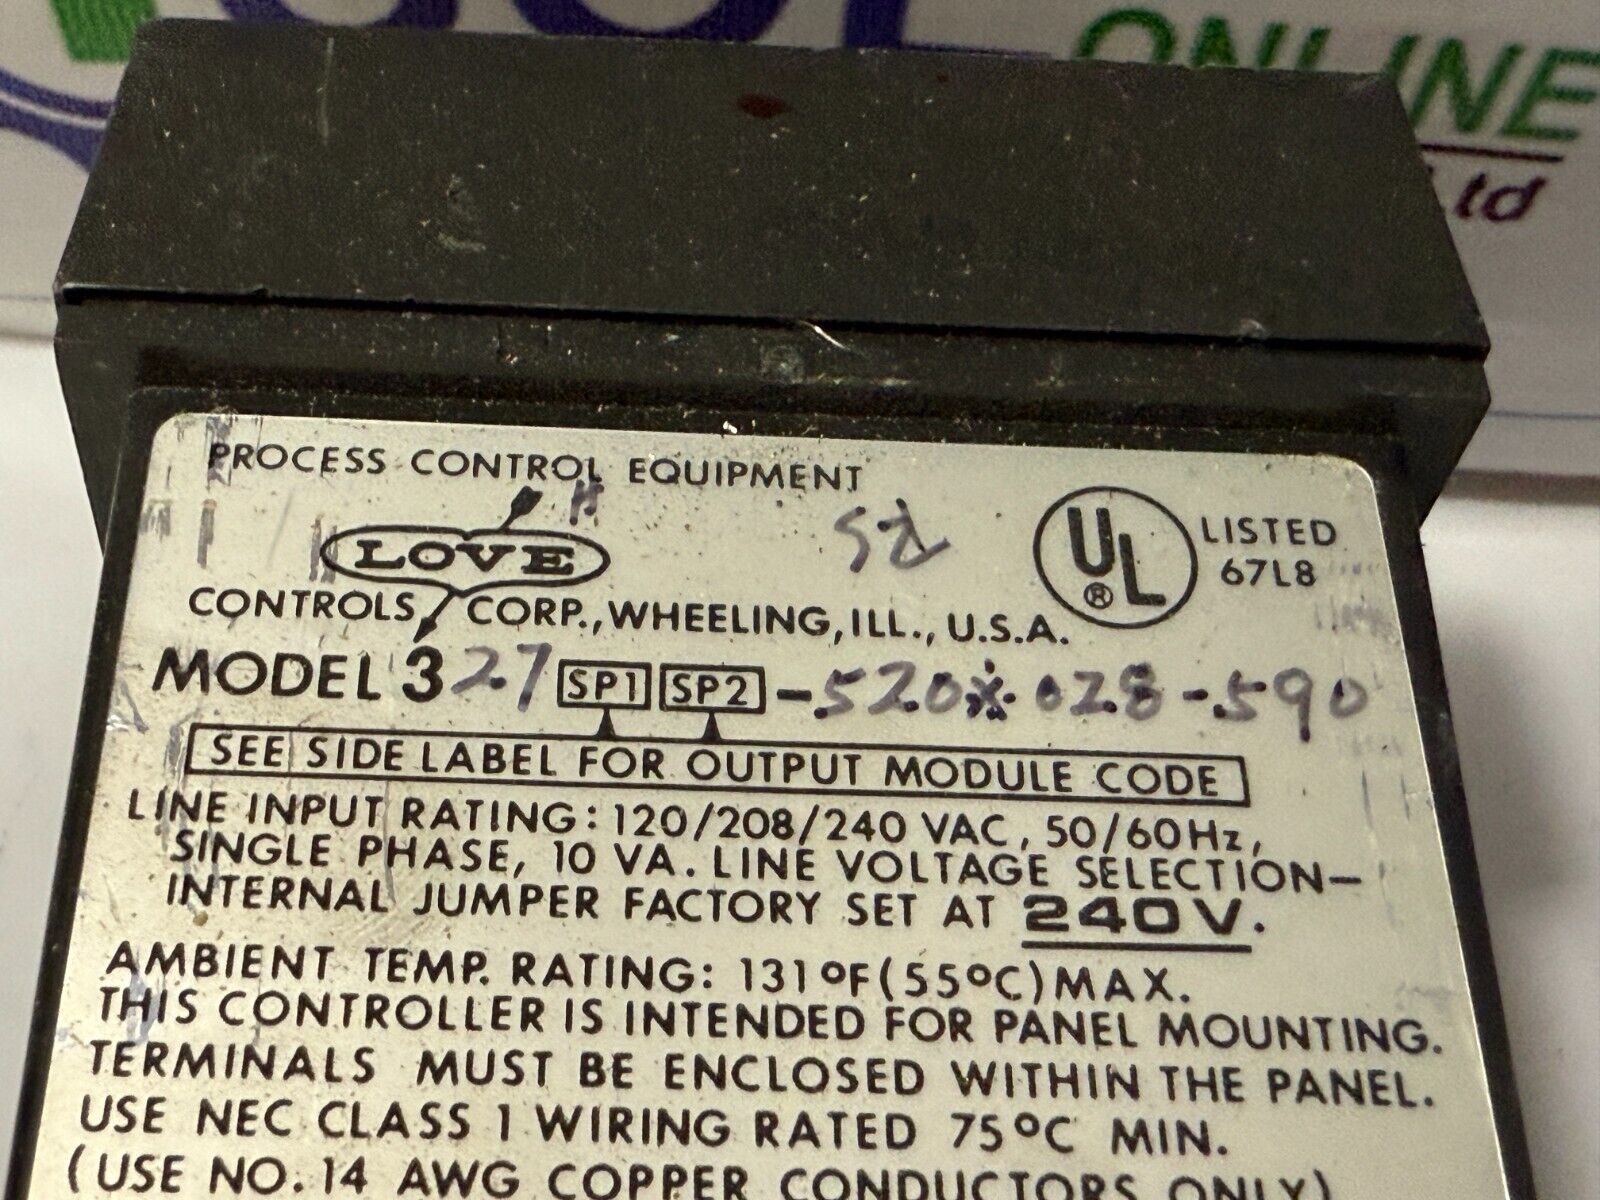 ONLINE
Ltd
PROCESS CONTROL EQUIPMENT
LOVE
CONTROLS CORP., WHEELING, ILL., U.S.A.
UL
®
LISTED
67L8
MODEL 327 SP1 SP2 -520 028-590
SEE SIDE LABEL FOR OUTPUT MODULE CODE
LINE INPUT RATING: 120/208/240 VAC, 50/60Hz,
SINGLE PHASE, 10 VA. LINE VOLTAGE SELECTION—
INTERNAL JUMPER FACTORY SET AT 240V.
AMBIENT TEMP. RATING: 131°F(55°C)MAX.
THIS CONTROLLER IS INTENDED FOR PANEL MOUNTING.
TERMINALS MUST BE ENCLOSED WITHIN THE PANEL.
USE NEC CLASS 1 WIRING RATED 75°C MIN.
(USE NO. 14 AWG COPPER CONDUCTORS ONLY)